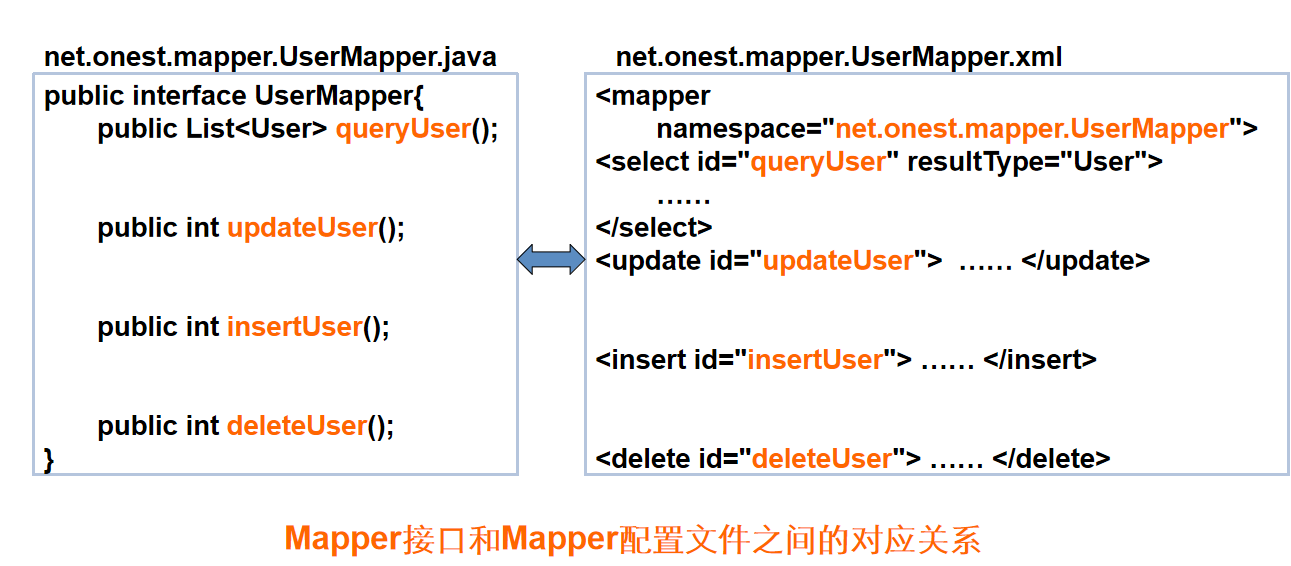 net.onest.mapper.UserMapper.java
public interface UserMapper{
public List<User> queryUser();
public int updateUser();
public int insertUser();
public int deleteUser();
}
net.onest.mapper.UserMapper.xml
<mapper
namespace="net.onest.mapper.UserMapper">
<select id="queryUser" resultType="User">
……
</select>
<update id="updateUser"> …… </update>
<insert id="insertUser"> …… </insert>
<delete id="deleteUser"> …… </delete>
Mapper接口和Mapper配置文件之间的对应关系